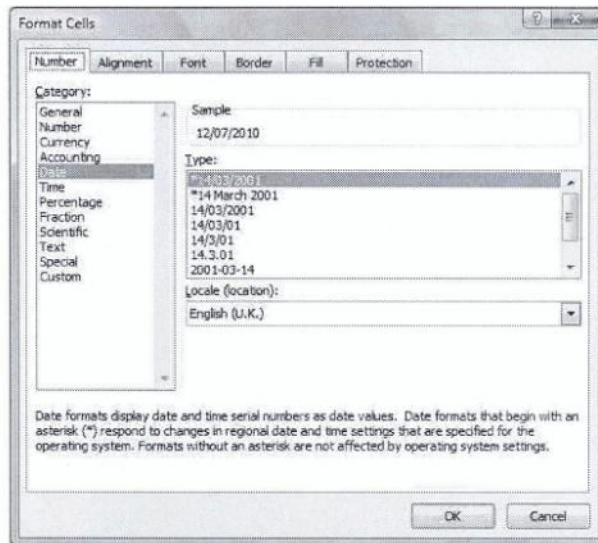 Format Cells
Number Alignment Font Border Fill Protection
Category:
General
Number
Currency
Accounting
Date
Time
Percentage
Fraction
Scientific
Text
Special
Custom
Sample
12/07/2010
Type:
*14/03/2001
*14 March 2001
14/03/2001
14/03/01
14/3/01
14.3.01
2001-03-14
Locale (location):
English (U.K.)
Date formats display date and time serial numbers as date values. Date formats that begin with an
asterisk (*) respond to changes in regional date and time settings that are specified for the
operating system. Formats without an asterisk are not affected by operating system settings.
OK Cancel